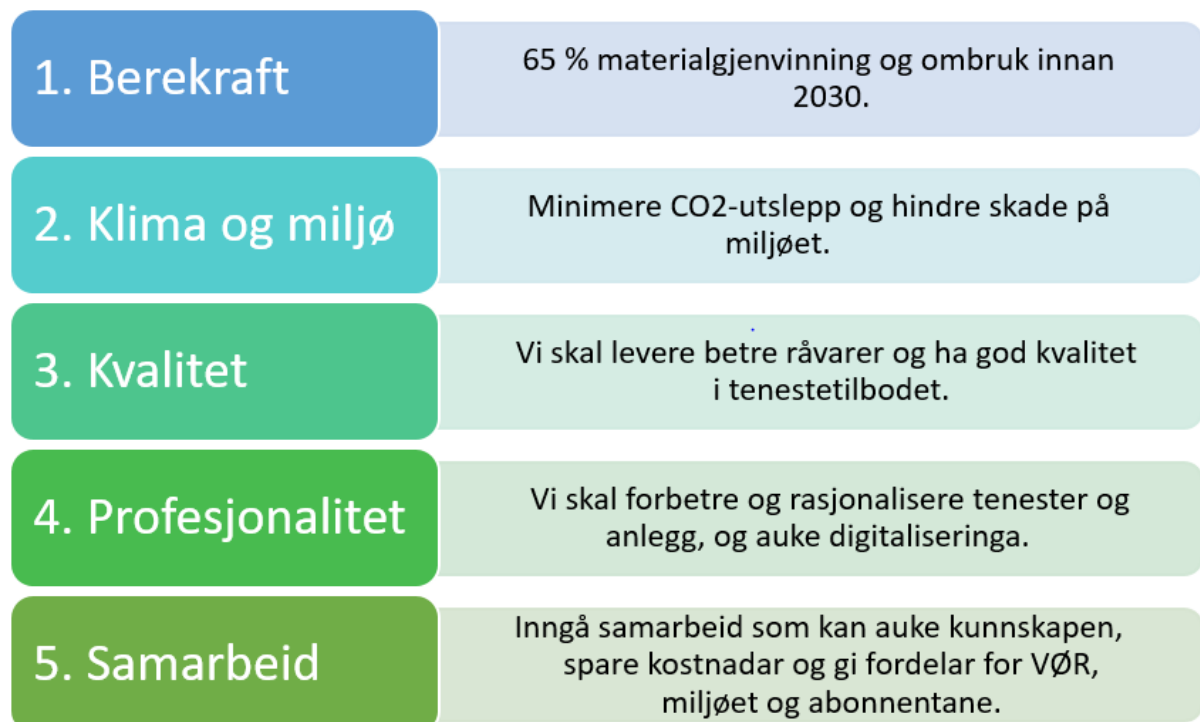 1. Berekraft
65 % materialgjenvinning og ombruk innan
2030.
2. Klima og miljø
Minimere CO2-utslepp og hindre skade på
miljøet.
3. Kvalitet
Vi skal levere betre råvarer og ha god kvalitet
i tenestetilbodet.
4. Profesjonalitet
Vi skal forbetre og rasjonalisere tenester og
anlegg, og auke digitaliseringa.
5. Samarbeid
Inngå samarbeid som kan auke kunnskapen,
spare kostnadar og gi fordelar for VØR,
miljøet og abonnentane.